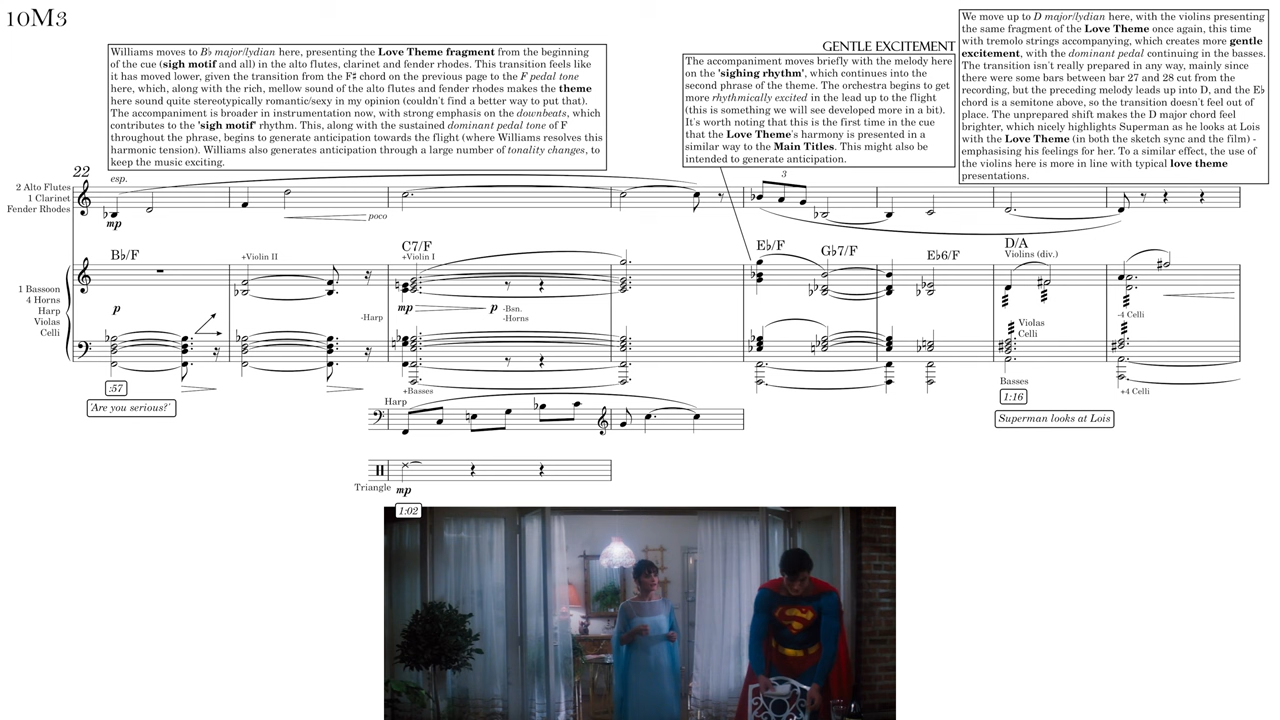 10M3
Williams moves to B♭ major/lydian here, presenting the Love Theme fragment from the beginning
of the cue (sigh motif and all) in the alto flutes, clarinet and fender rhodes. This transition feels like
it has moved lower, given the transition from the F♯ chord on the previous page to the F pedal tone
here, which, along with the rich, mellow sound of the alto flutes and fender rhodes makes the theme
here sound quite stereotypically romantic/sexy in my opinion (couldn't find a better way to put that).
The accompaniment is broader in instrumentation now, with strong emphasis on the downbeats, which
contributes to the 'sigh motif' rhythm. This, along with the sustained dominant pedal tone of F
throughout the phrase, begins to generate anticipation towards the flight (where Williams resolves this
harmonic tension). Williams also generates anticipation through a large number of tonality changes, to
keep the music exciting.
GENTLE EXCITEMENT
The accompaniment moves briefly with the melody here
on the 'sighing rhythm', which continues into the
second phrase of the theme. The orchestra begins to get
more rhythmically excited in the lead up to the flight
(this is something we will see developed more in a bit).
It's worth noting that this is the first time in the cue
that the Love Theme's harmony is presented in a
similar way to the Main Titles. This might also be
intended to generate anticipation.
We move up to D major/lydian here, with the violins presenting
the same fragment of the Love Theme once again, this time
with tremolo strings accompanying, which creates more gentle
excitement, with the dominant pedal continuing in the basses.
The transition isn't really prepared in any way, mainly since
there were some bars between bar 27 and 28 cut from the
recording, but the preceding melody leads up into D, and the E♭
chord is a semitone above, so the transition doesn't feel out of
place. The unprepared shift makes the D major chord feel
brighter, which nicely highlights Superman as he looks at Lois
with the Love Theme (in both the sketch sync and the film) -
emphasising his feelings for her. To a similar effect, the use of
the violins here is more in line with typical love theme
presentations.
22
esp.
3
2 Alto Flutes
1 Clarinet
Fender Rhodes
mp
poco
B♭/F
+Violin II
C7/F
+Violin I
E♭/F
G♭7/F
E♭6/F
D/A
Violins (div.)
1 Bassoon
4 Horns
Harp
Violas
Celli
p
-Harp
mp
p
-Bsn.
-Horns
-4 Celli
Violas
Celli
:57
'Are you serious?'
+Basses
Basses
+4 Celli
1:16
Superman looks at Lois
Harp
Triangle
mp
1:02